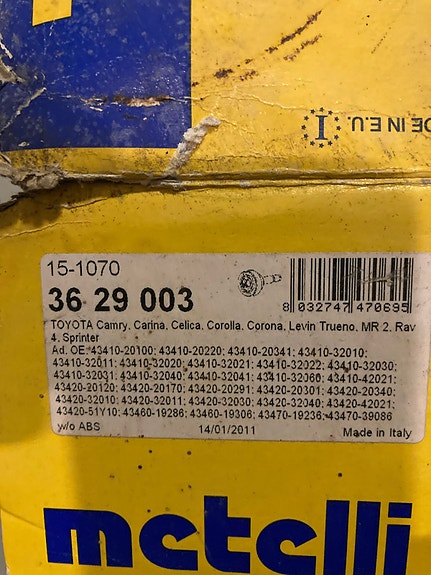 DE IN E.U.
I
15-1070
36 29 003
8 032747 470695
TOYOTA Camry, Carina, Celica, Corolla, Corona, Levin Trueno, MR 2, Rav
4, Sprinter
Ad. OE: 43410-20100; 43410-20220; 43410-20341; 43410-32010;
43410-32011; 43410-32020; 43410-32021; 43410-32022; 43410-32030;
43410-32031; 43410-32040; 43410-32041; 43410-32060; 43410-42021;
43420-20120; 43420-20170; 43420-20291; 43420-20301; 43420-20340;
43420-32010; 43420-32011; 43420-32030; 43420-32040; 43420-42021;
43420-51Y10; 43460-19286; 43460-19306; 43470-19236; 43470-39086
w/o ABS 14/01/2011 Made in Italy
metelli